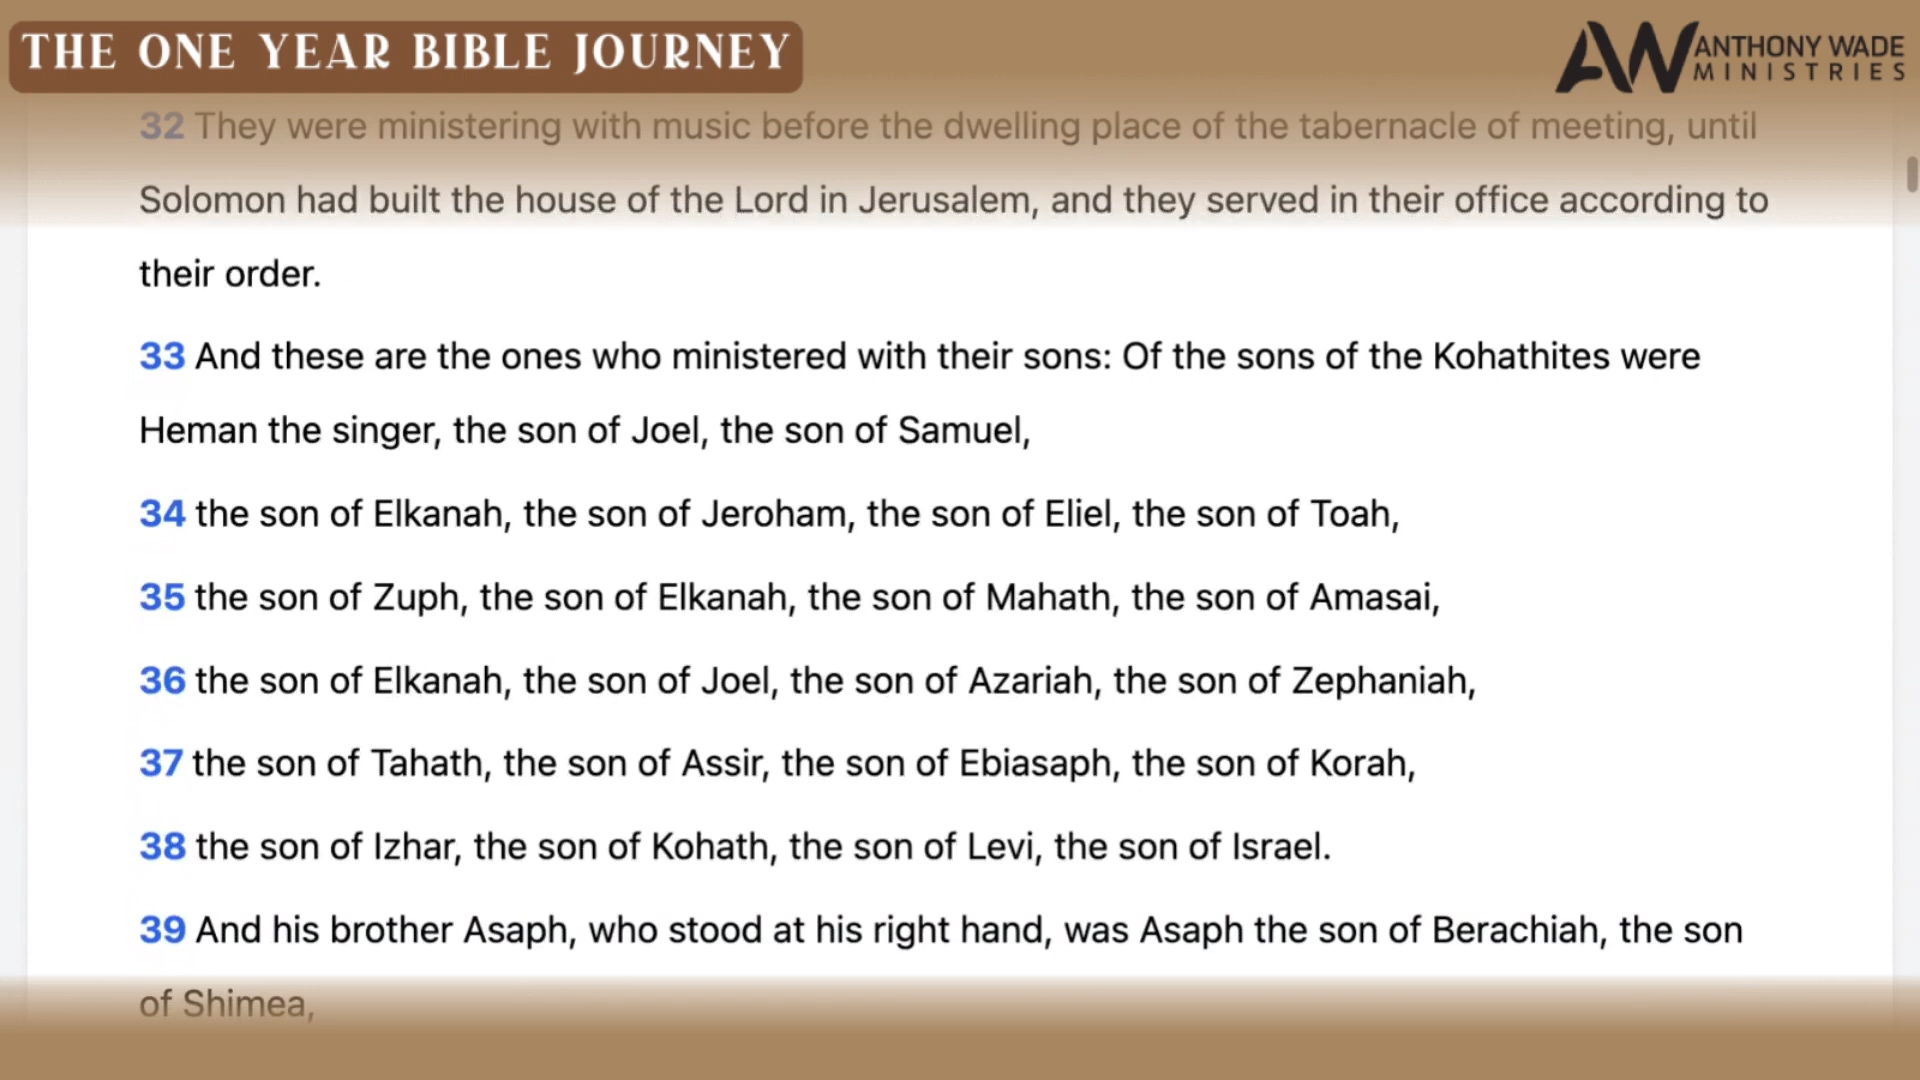 THE ONE YEAR BIBLE JOURNEY
AW ANTHONY WADE
MINISTRIES
32 They were ministering with music before the dwelling place of the tabernacle of meeting, until
Solomon had built the house of the Lord in Jerusalem, and they served in their office according to
their order.
33 And these are the ones who ministered with their sons: Of the sons of the Kohathites were
Heman the singer, the son of Joel, the son of Samuel,
34 the son of Elkanah, the son of Jeroham, the son of Eliel, the son of Toah,
35 the son of Zuph, the son of Elkanah, the son of Mahath, the son of Amasai,
36 the son of Elkanah, the son of Joel, the son of Azariah, the son of Zephaniah,
37 the son of Tahath, the son of Assir, the son of Ebiasaph, the son of Korah,
38 the son of Izhar, the son of Kohath, the son of Levi, the son of Israel.
39 And his brother Asaph, who stood at his right hand, was Asaph the son of Berachiah, the son
of Shimea,